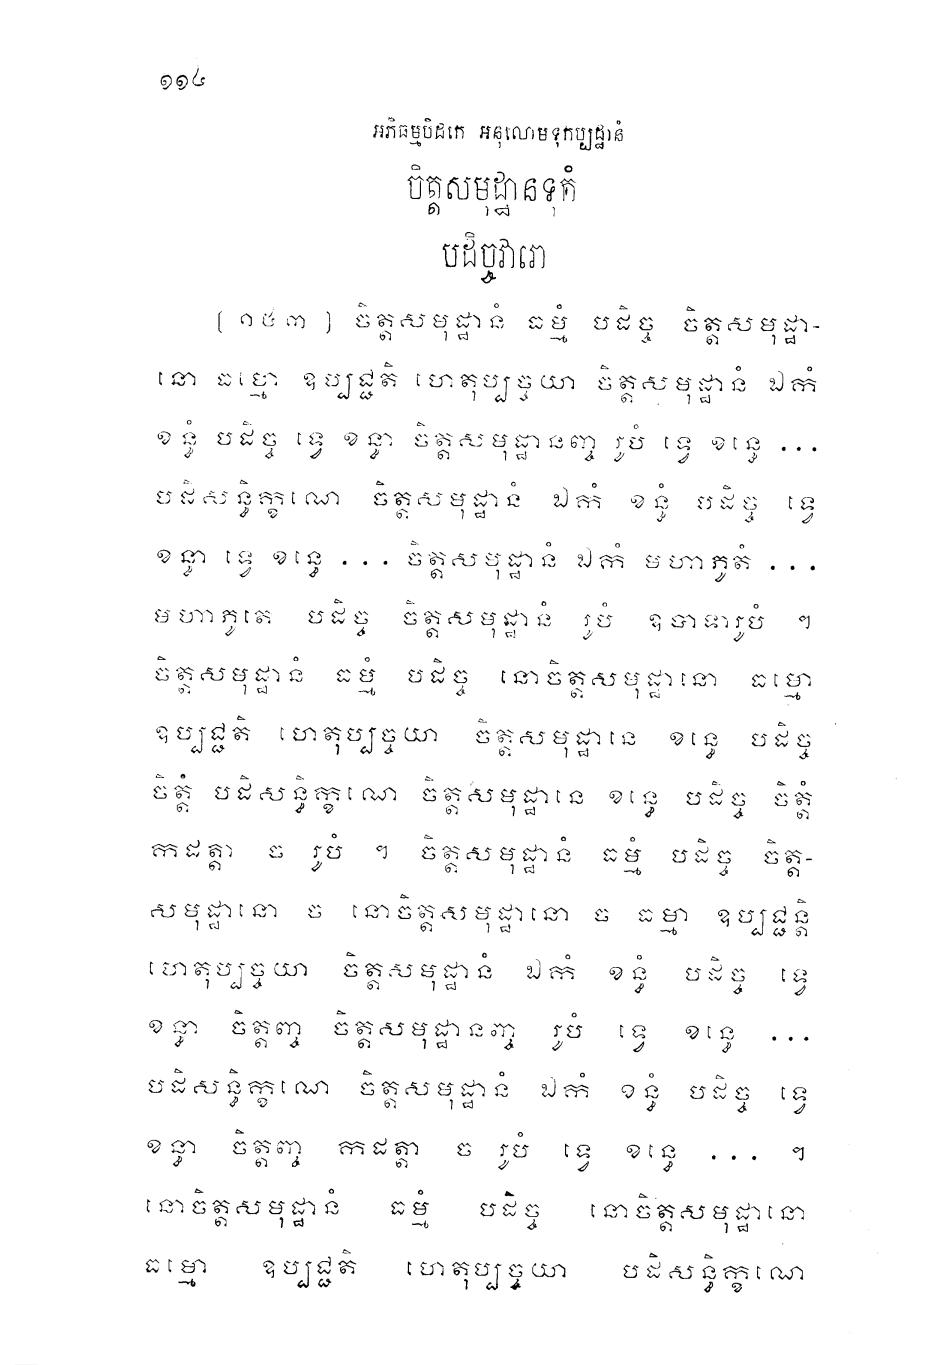 ១១៤
អភិធម្មបិដកេ អនុលោមទុកប្បដ្ឋានំ
ចិត្តសមុដ្ឋានទុកំ
បដិច្ចវារោ
[ ១៥៣ ] ចិត្តសមុដ្ឋានំ ធម្មំ បដិច្ច ចិត្តសមុដ្ឋា-
នោ ធម្មោ ឧប្បជ្ជតិ ហេតុប្បច្ចយា ចិត្តសមុដ្ឋានំ ឯកំ
ខន្ធំ បដិច្ច ទ្វេ ខន្ធា ចិត្តសមុដ្ឋានញ្ច រូបំ ទ្វេ ខន្ធេ ...
បដិសន្ធិក្ខណេ ចិត្តសមុដ្ឋានំ ឯកំ ខន្ធំ បដិច្ច ទ្វេ
ខន្ធា ទ្វេ ខន្ធេ ... ចិត្តសមុដ្ឋានំ ឯកំ មហាភូតំ ...
មហាភូតេ បដិច្ច ចិត្តសមុដ្ឋានំ រូបំ ឧបាទារូបំ ។
ចិត្តសមុដ្ឋានំ ធម្មំ បដិច្ច នោចិត្តសមុដ្ឋានោ ធម្មោ
ឧប្បជ្ជតិ ហេតុប្បច្ចយា ចិត្តសមុដ្ឋានេ ខន្ធេ បដិច្ច
ចិត្តំ បដិសន្ធិក្ខណេ ចិត្តសមុដ្ឋានេ ខន្ធេ បដិច្ច ចិត្តំ
កដត្តា ច រូបំ ។ ចិត្តសមុដ្ឋានំ ធម្មំ បដិច្ច ចិត្ត-
សមុដ្ឋានោ ច នោចិត្តសមុដ្ឋានោ ច ធម្មា ឧប្បជ្ជន្តិ
ហេតុប្បច្ចយា ចិត្តសមុដ្ឋានំ ឯកំ ខន្ធំ បដិច្ច ទ្វេ
ខន្ធា ចិត្តញ្ច ចិត្តសមុដ្ឋានញ្ច រូបំ ទ្វេ ខន្ធេ ...
បដិសន្ធិក្ខណេ ចិត្តសមុដ្ឋានំ ឯកំ ខន្ធំ បដិច្ច ទ្វេ
ខន្ធា ចិត្តញ្ច កដត្តា ច រូបំ ទ្វេ ខន្ធេ ... ។
នោចិត្តសមុដ្ឋានំ ធម្មំ បដិច្ច នោចិត្តសមុដ្ឋានោ
ធម្មោ ឧប្បជ្ជតិ ហេតុប្បច្ចយា បដិសន្ធិក្ខណេ